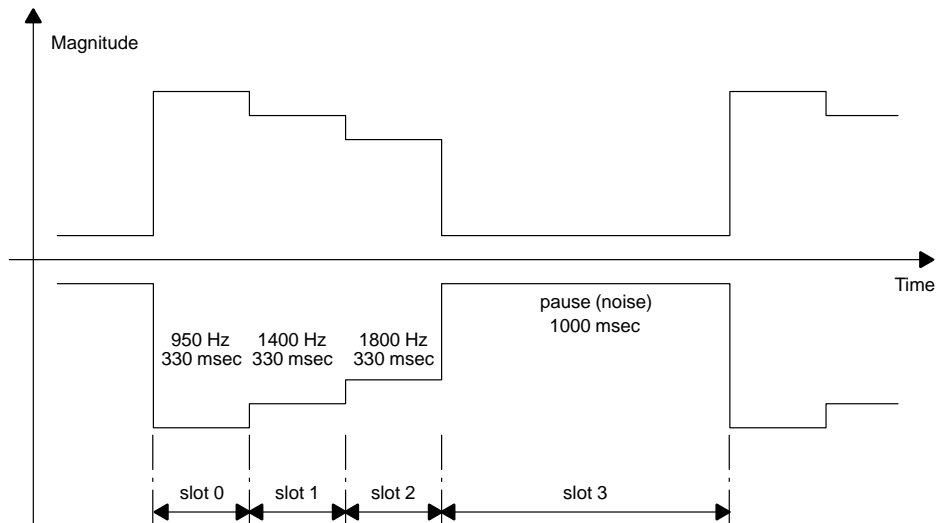 Magnitude
Time
pause (noise)
1000 msec
950 Hz
330 msec
1400 Hz
330 msec
1800 Hz
330 msec
slot 0
slot 1
slot 2
slot 3